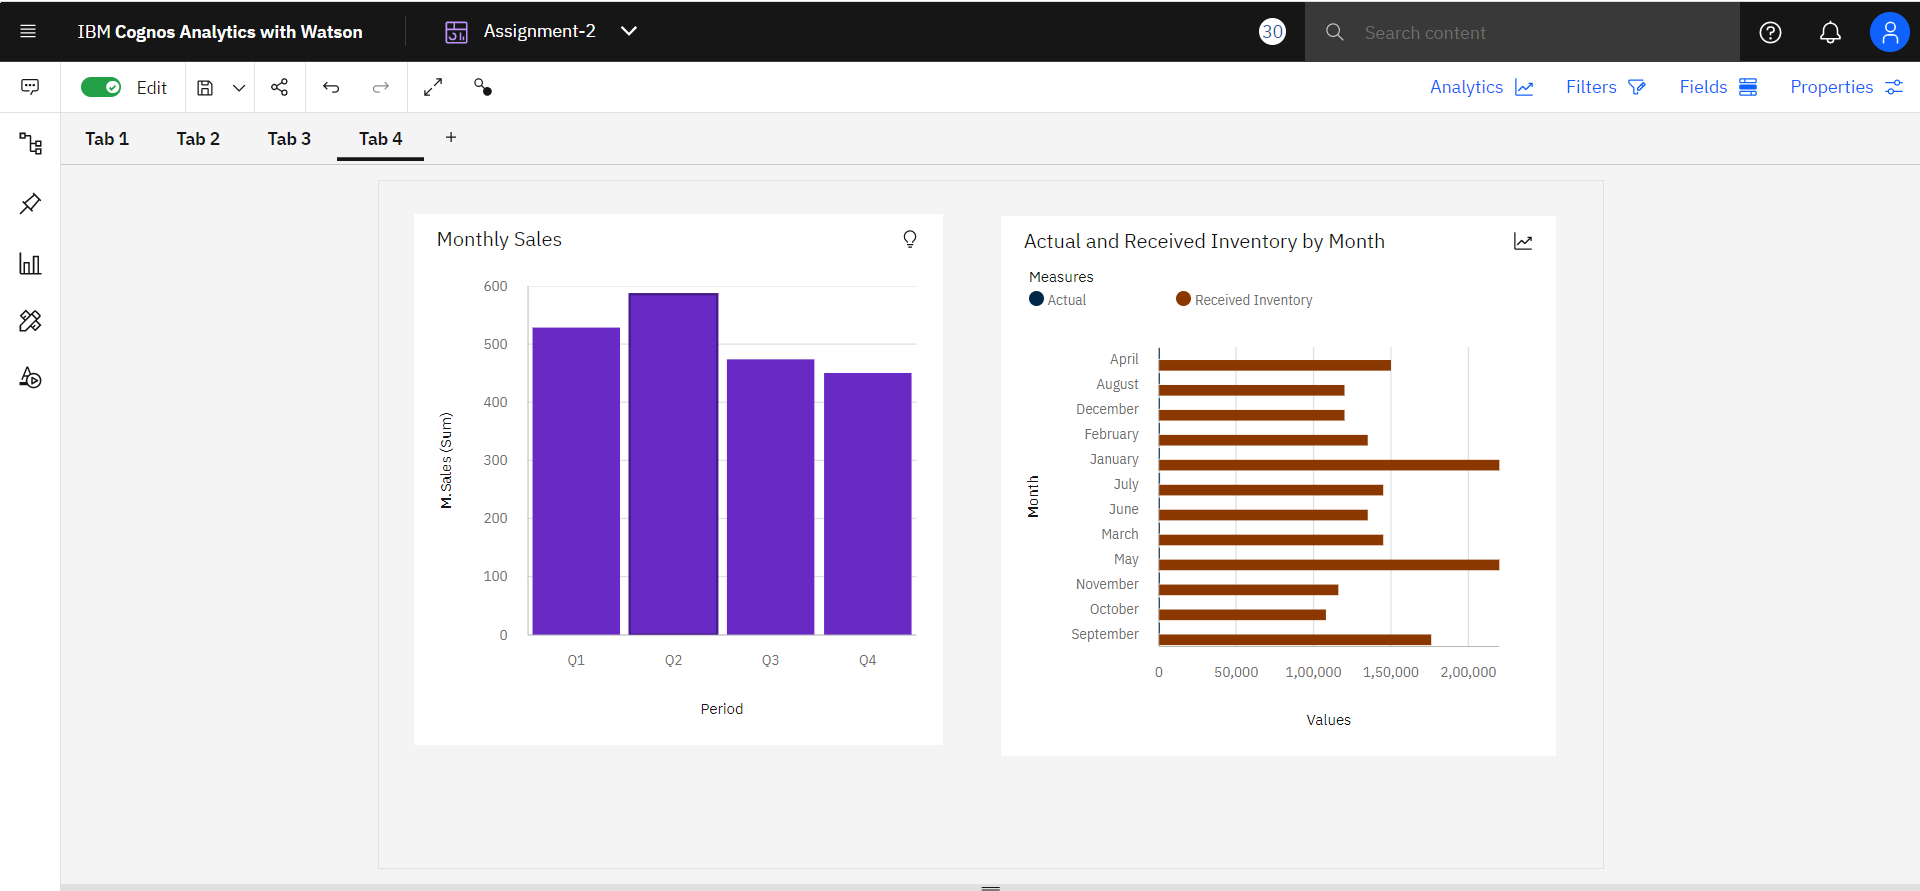 IBM Cognos Analytics with Watson
Assignment-2
30
Search content
Edit
Analytics
Filters
Fields
Properties
Tab 1
Tab 2
Tab 3
Tab 4
+
Monthly Sales
600
500
400
300
200
100
0
M.Sales (Sum)
Q1 Q2 Q3 Q4
Period
Actual and Received Inventory by Month
Measures
Actual Received Inventory
Month
April
August
December
February
January
July
June
March
May
November
October
September
0 50,000 1,00,000 1,50,000 2,00,000
Values